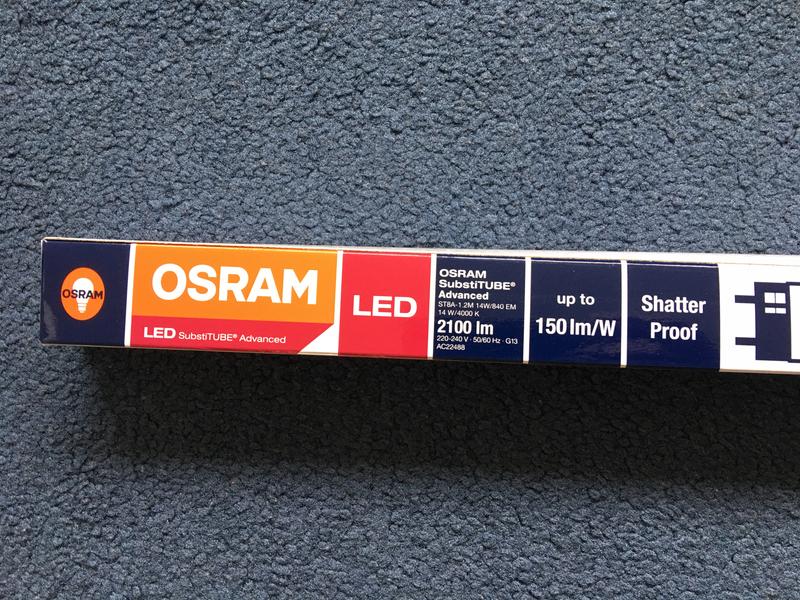 OSRAM
OSRAM
LED SubstiTUBE® Advanced
LED
OSRAM
SubstiTUBE®
Advanced
ST8A-1.2M 14W/840 EM
14 W/4000 K
2100 lm
220-240 V · 50/60 Hz · G13
AC22488
up to
150 lm/W
Shatter
Proof